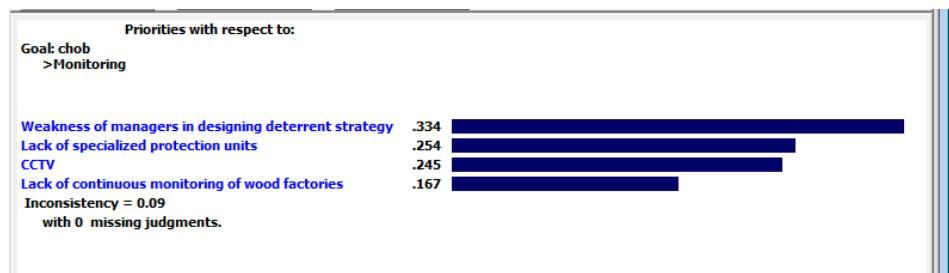 Priorities with respect to:
Goal: chob
>Monitoring
Weakness of managers in designing deterrent strategy .334
Lack of specialized protection units .254
CCTV .245
Lack of continuous monitoring of wood factories .167
Inconsistency = 0.09
with 0 missing judgments.